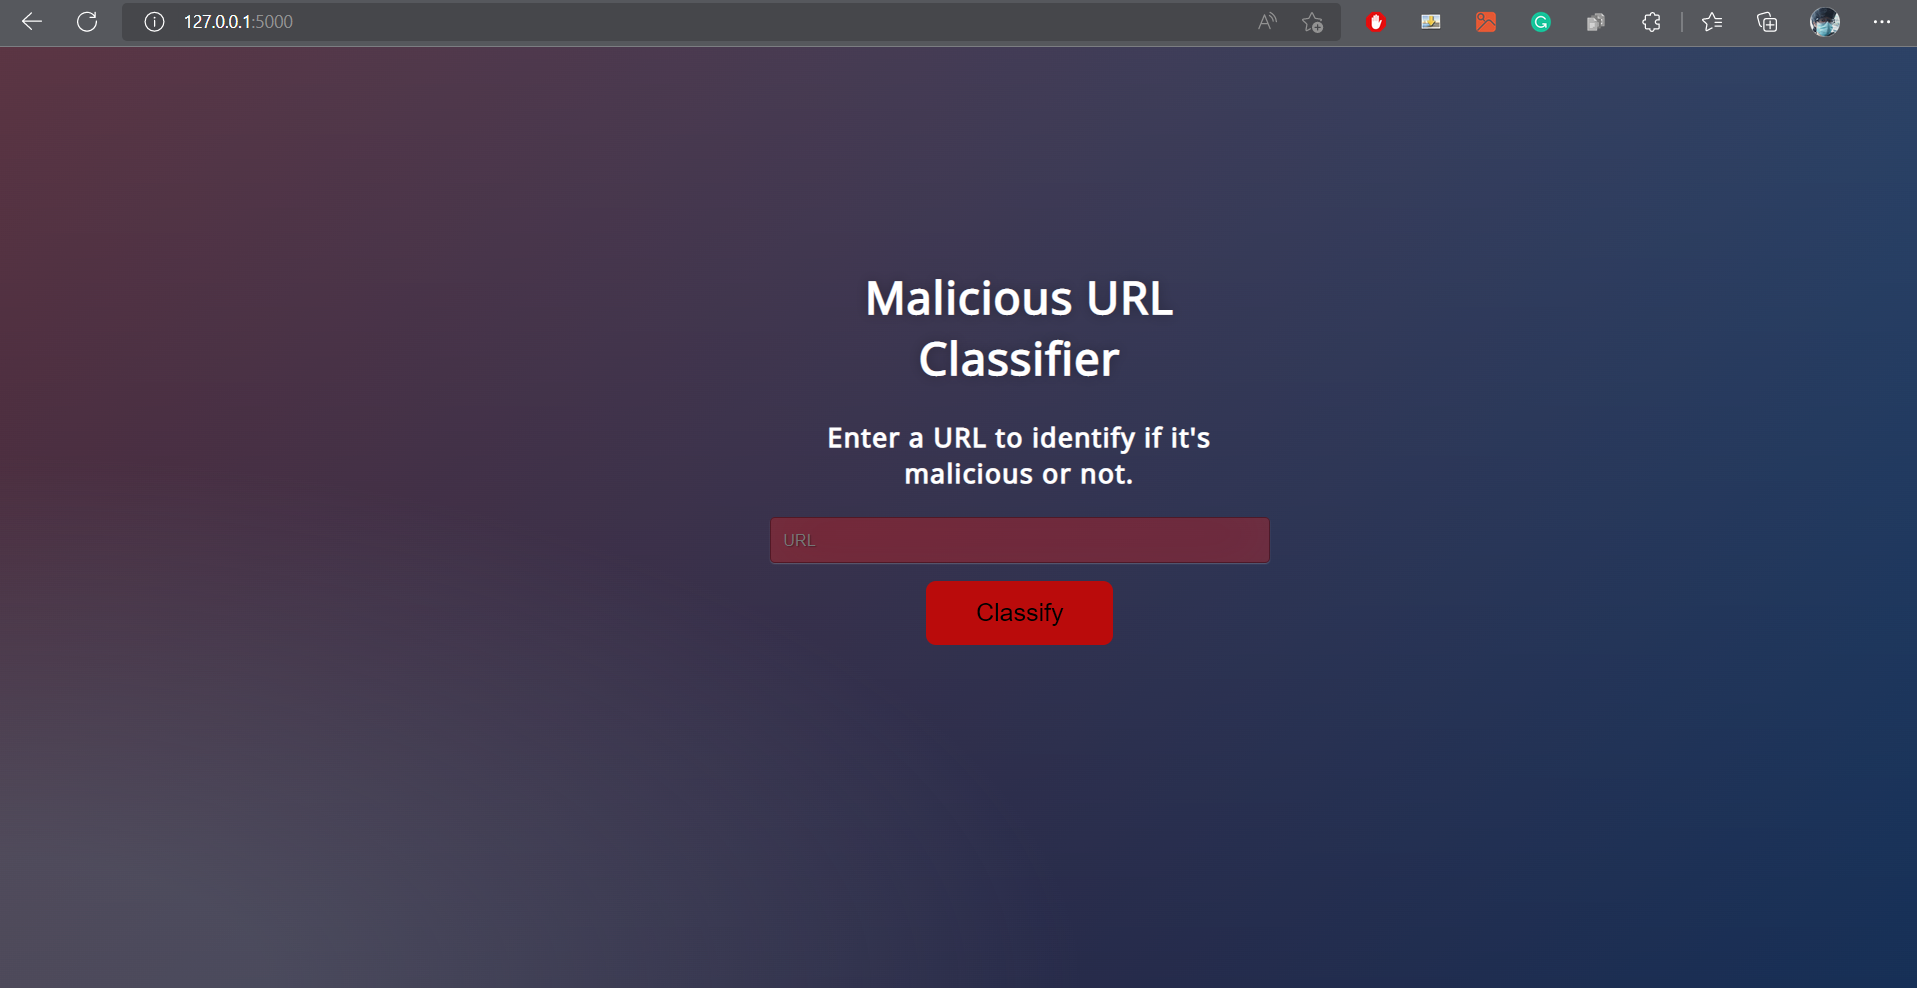 127.0.0.1:5000
Malicious URL
Classifier
Enter a URL to identify if it's
malicious or not.
URL
Classify